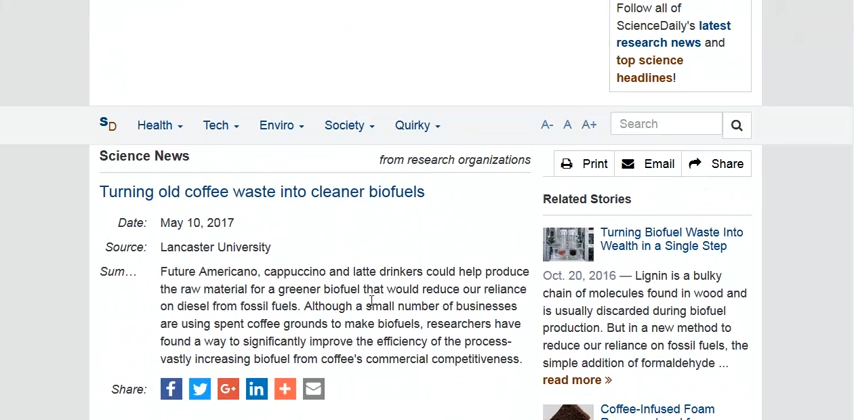 Follow all of
ScienceDaily's latest
research news and
top science
headlines!
SD Health Tech Enviro Society Quirky A- A A+ Search
Science News
from research organizations
Print Email Share
Turning old coffee waste into cleaner biofuels
Date: May 10, 2017
Source: Lancaster University
Sum... Future Americano, cappuccino and latte drinkers could help produce
the raw material for a greener biofuel that would reduce our reliance
on diesel from fossil fuels. Although a small number of businesses
are using spent coffee grounds to make biofuels, researchers have
found a way to significantly improve the efficiency of the process-
vastly increasing biofuel from coffee's commercial competitiveness.
Share:
Related Stories
Turning Biofuel Waste Into
Wealth in a Single Step
Oct. 20, 2016 — Lignin is a bulky
chain of molecules found in wood and
is usually discarded during biofuel
production. But in a new method to
reduce our reliance on fossil fuels, the
simple addition of formaldehyde ...
read more »
Coffee-Infused Foam